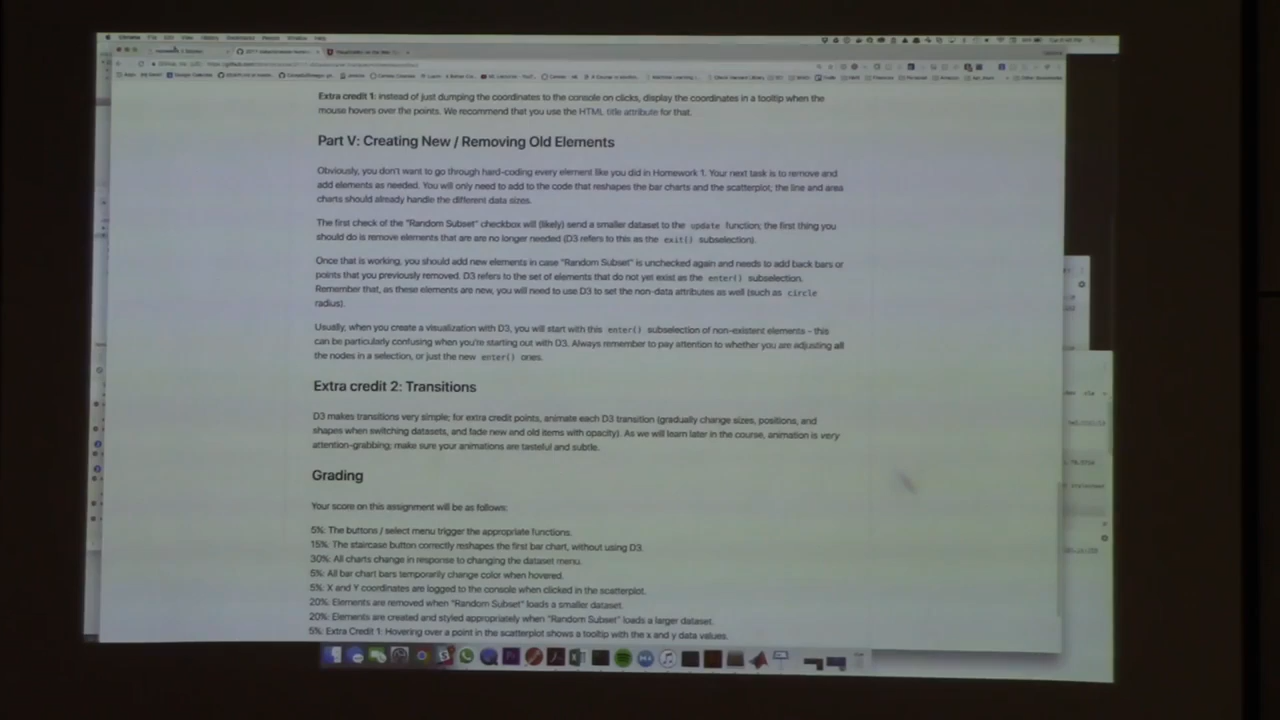 Extra credit 1: instead of just dumping the coordinates to the console on clicks, display the coordinates in a tooltip when the
mouse hovers over the points. We recommend that you use the HTML title attribute for that.
Part V: Creating New / Removing Old Elements
Obviously, you don't want to go through hard-coding every element like you did in Homework 1. Your next task is to remove and
add elements as needed. You will only need to add to the code that reshapes the bar charts and the scatterplot; the line and area
charts should already handle the different data sizes.
The first check of the "Random Subset" checkbox will (likely) send a smaller dataset to the update function; the first thing you
should do is remove elements that are are no longer needed (D3 refers to this as the exit() subselection).
Once that is working, you should add new elements in case "Random Subset" is unchecked again and needs to add back bars or
points that you previously removed. D3 refers to the set of elements that do not yet exist as the enter() subselection.
Remember that, as these elements are new, you will need to use D3 to set the non-data attributes as well (such as circle
radius).
Usually, when you create a visualization with D3, you will start with this enter() subselection of non-existent elements - this
can be particularly confusing when you're starting out with D3. Always remember to pay attention to whether you are adjusting all
the nodes in a selection, or just the new enter() ones.
Extra credit 2: Transitions
D3 makes transitions very simple; for extra credit points, animate each D3 transition (gradually change sizes, positions, and
shapes when switching datasets, and fade new and old items with opacity). As we will learn later in the course, animation is very
attention-grabbing; make sure your animations are tasteful and subtle.
Grading
Your score on this assignment will be as follows:
5%: The buttons / select menu trigger the appropriate functions.
15%: The staircase button correctly reshapes the first bar chart, without using D3.
30%: All charts change in response to changing the dataset menu.
5%: All bar chart bars temporarily change color when hovered.
5%: X and Y coordinates are logged to the console when clicked in the scatterplot.
20%: Elements are removed when "Random Subset" loads a smaller dataset.
20%: Elements are created and styled appropriately when "Random Subset" loads a larger dataset.
5%: Extra Credit 1: Hovering over a point in the scatterplot shows a tooltip with the x and y data values.